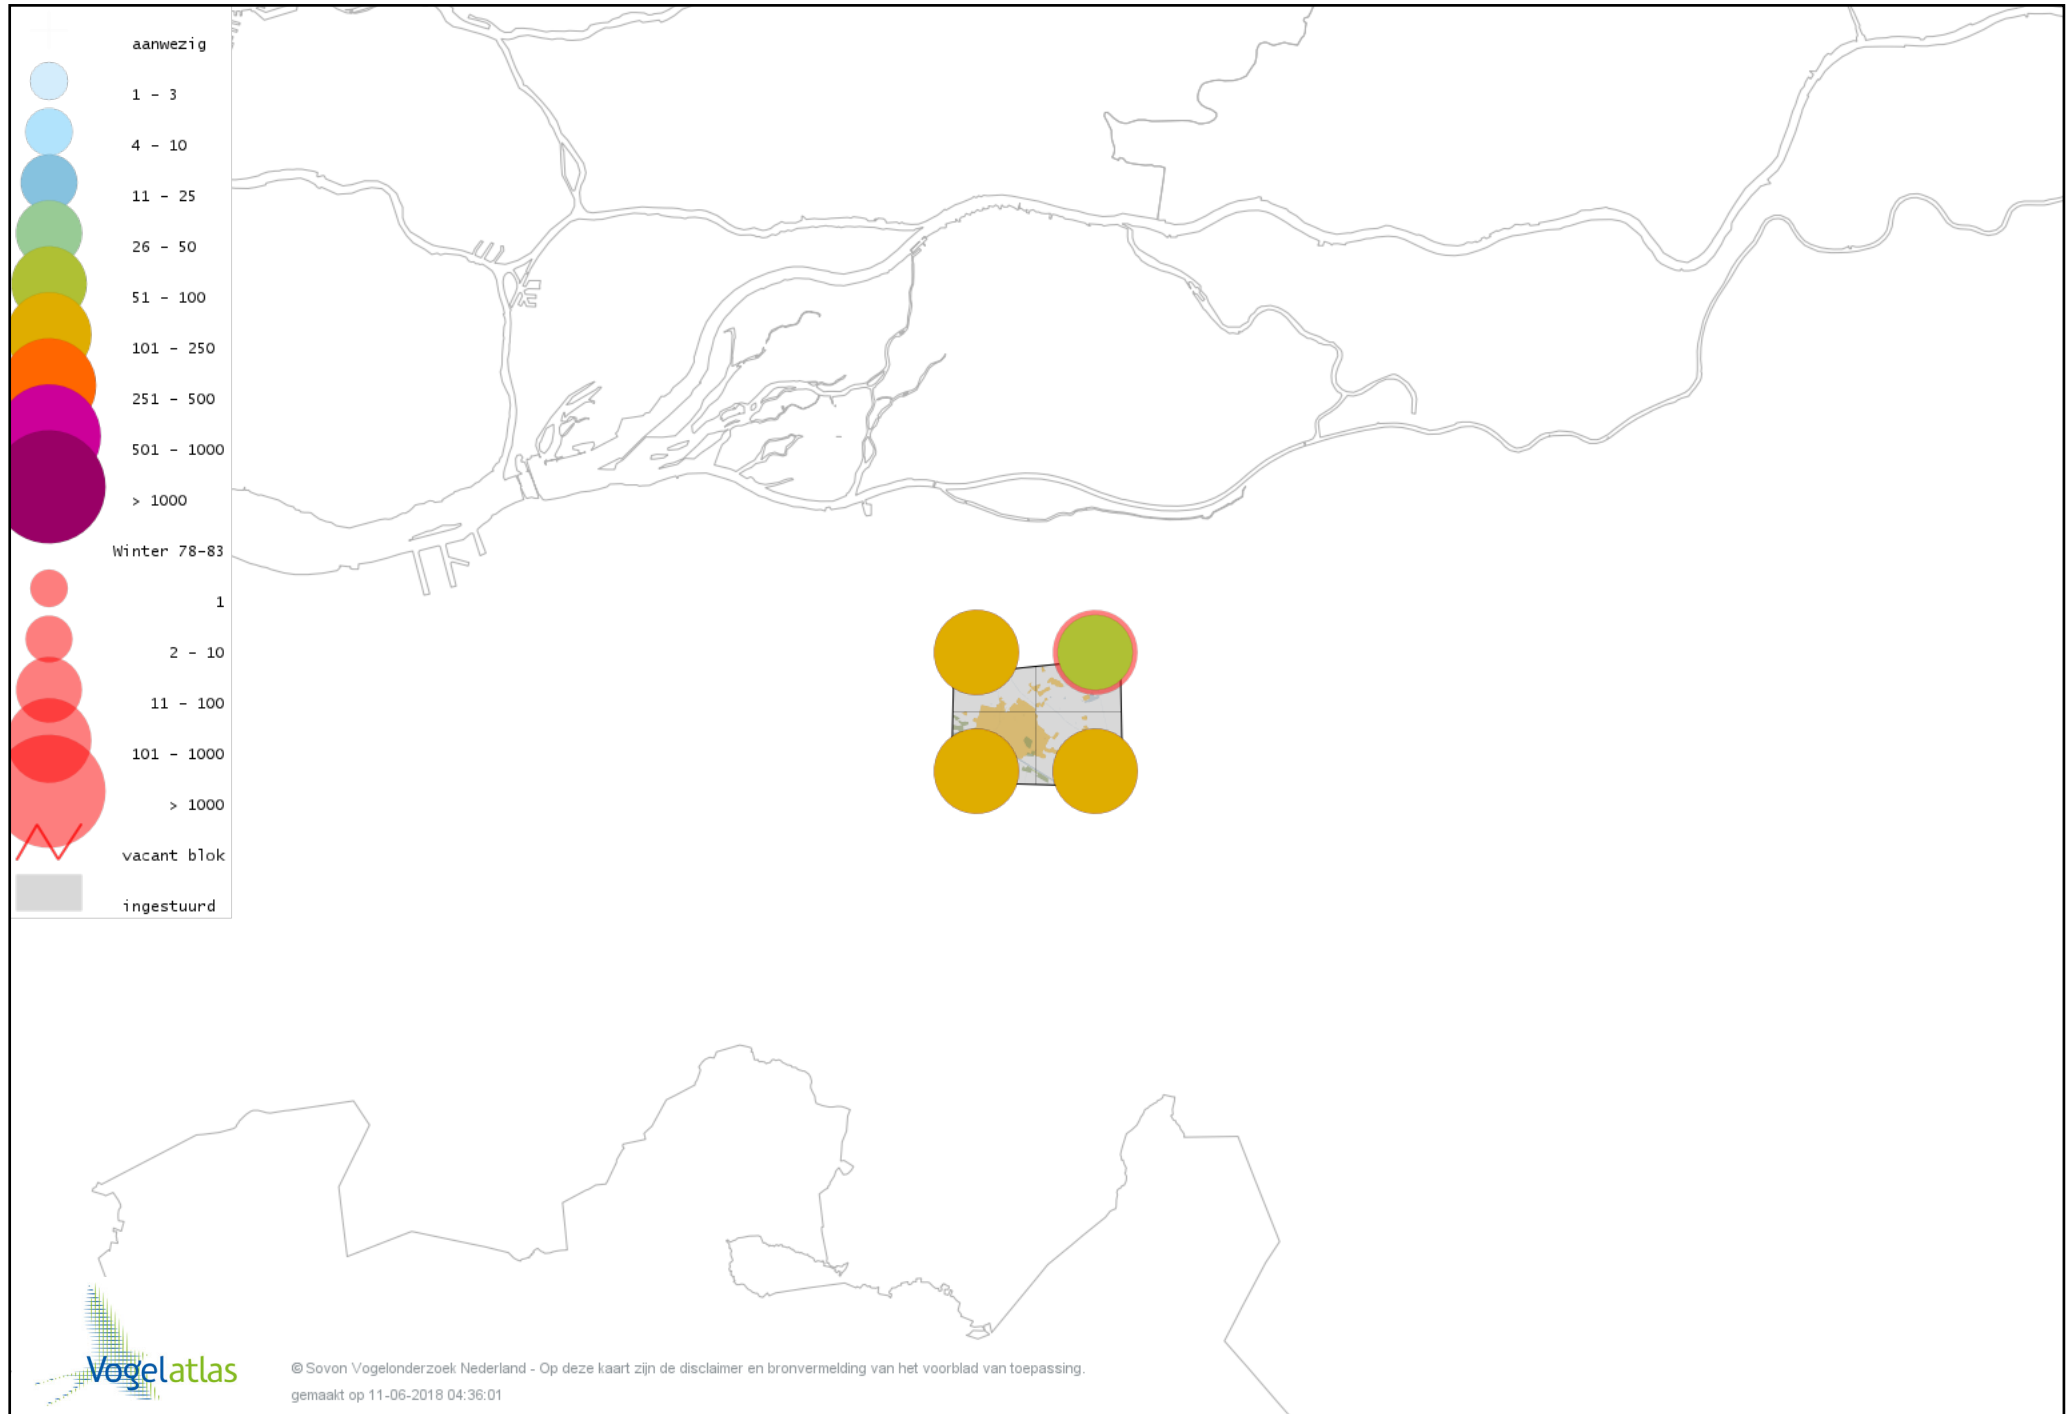 aanwezig
1 - 3
4 - 10
11 - 25
26 - 50
51 - 100
101 - 250
251 - 500
501 - 1000
> 1000
Winter 78-83
1
2 - 10
11 - 100
101 - 1000
> 1000
vacant blok
ingestuurd
Vogelatlas
© Sovon Vogelonderzoek Nederland - Op deze kaart zijn de disclaimer en bronvermelding van het voorblad van toepassing.
gemaakt op 11-06-2018 04:36:01